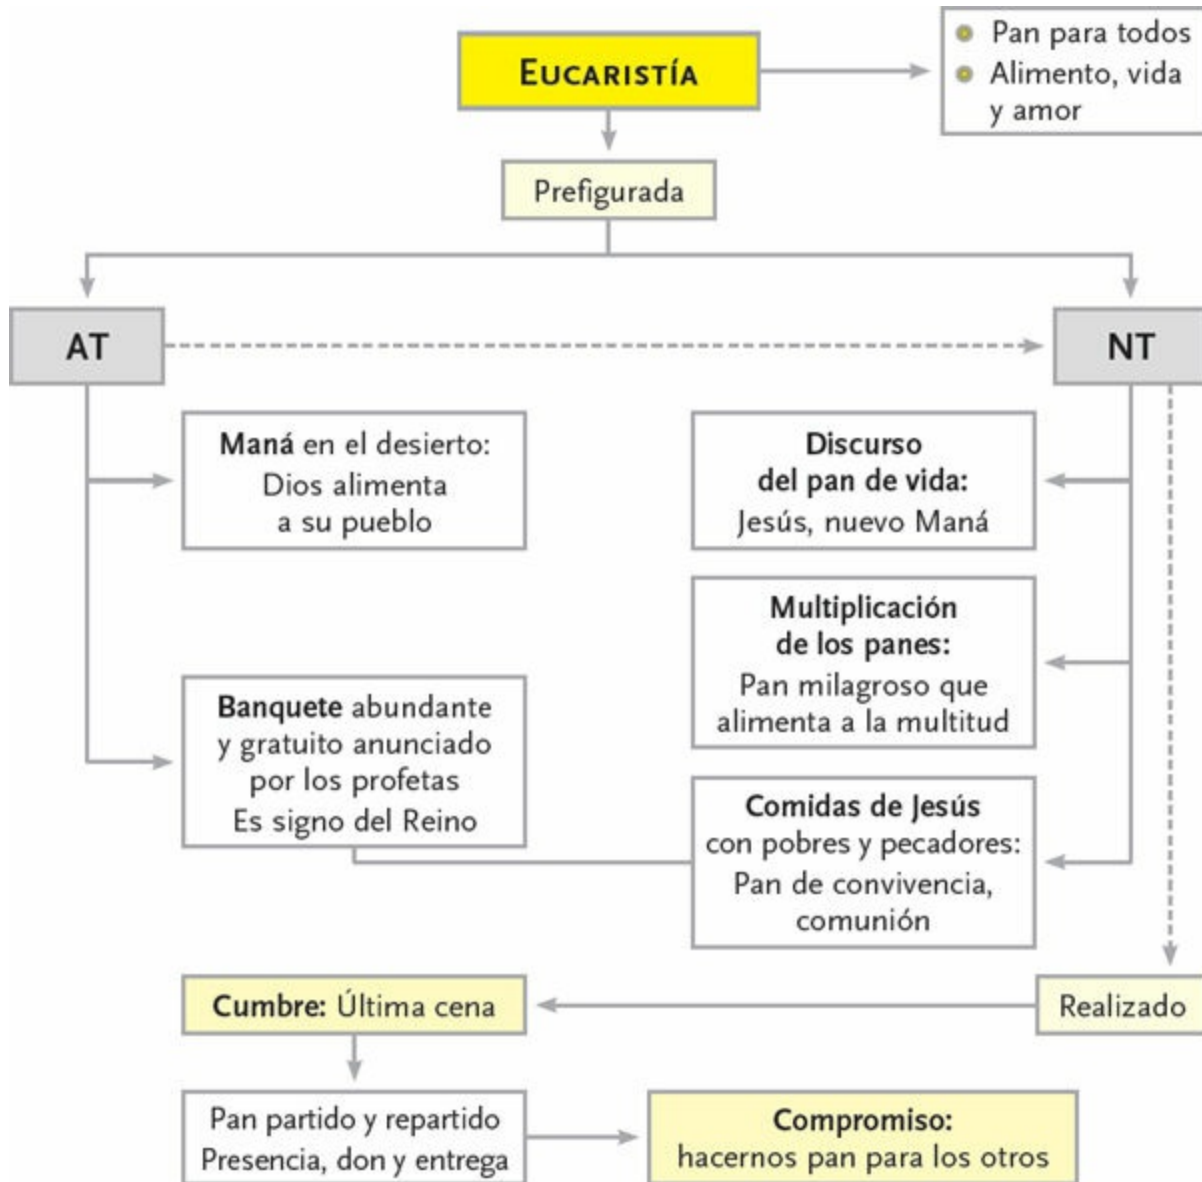 EUCARISTÍA
Pan para todos
Alimento, vida
y amor
Prefigurada
AT
NT
Maná en el desierto:
Dios alimenta
a su pueblo
Banquete abundante
y gratuito anunciado
por los profetas
Es signo del Reino
Discurso
del pan de vida:
Jesús, nuevo Maná
Multiplicación
de los panes:
Pan milagroso que
alimenta a la multitud
Comidas de Jesús
con pobres y pecadores:
Pan de convivencia,
comunión
Realizado
Cumbre: Última cena
Pan partido y repartido
Presencia, don y entrega
Compromiso:
hacernos pan para los otros